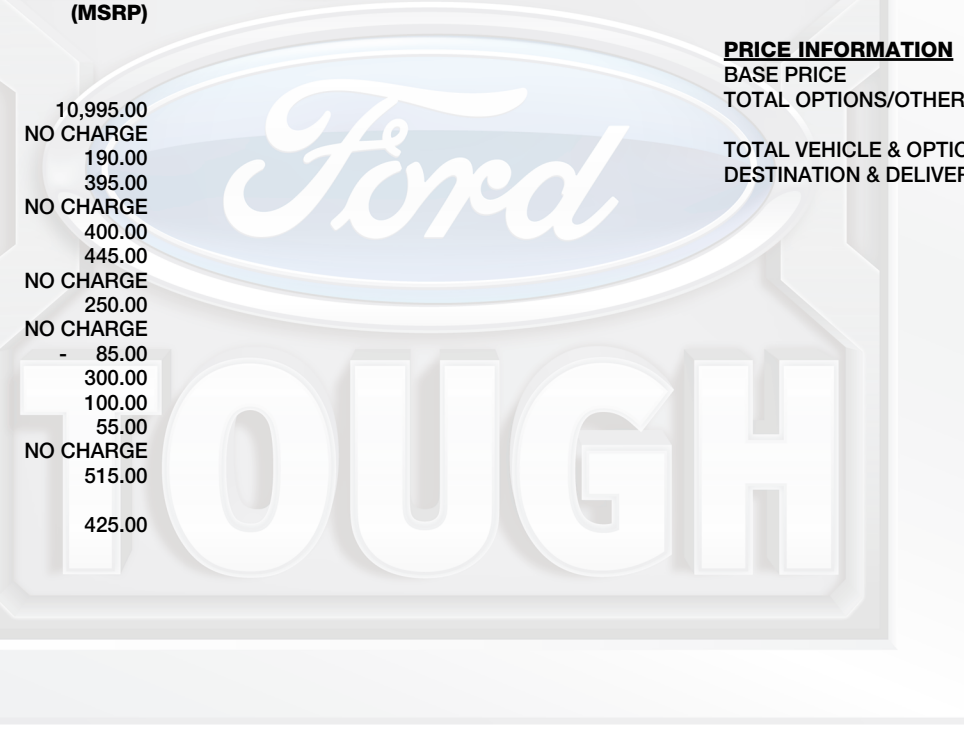 (MSRP)
10,995.00
NO CHARGE
190.00
395.00
NO CHARGE
400.00
445.00
NO CHARGE
250.00
NO CHARGE
- 85.00
300.00
100.00
55.00
NO CHARGE
515.00
425.00
PRICE INFORMATION
BASE PRICE
TOTAL OPTIONS/OTHER
TOTAL VEHICLE & OPTIO
DESTINATION & DELIVER
Ford
TOUGH